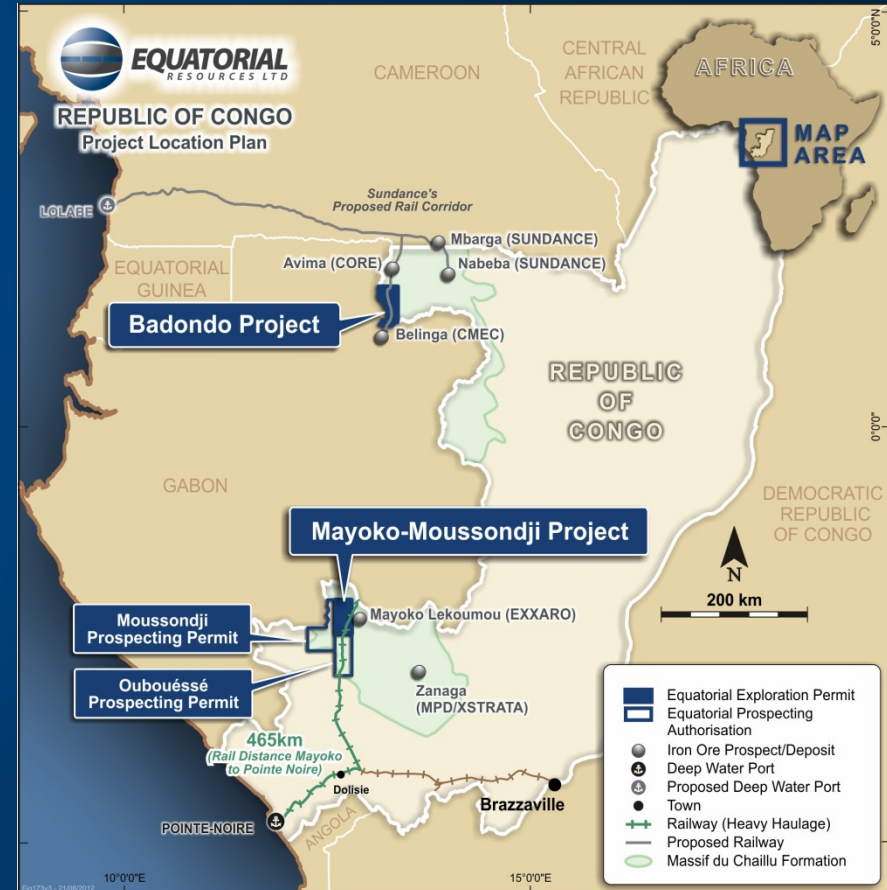 EQUATORIAL
RESOURCES LTD
REPUBLIC OF CONGO
Project Location Plan
CAMEROON
CENTRAL
AFRICAN
REPUBLIC
AFRICA
MAP
AREA
5°0'0"N
LOLABE
Sundance's
Proposed Rail Corridor
Mbarga (SUNDANCE)
Avima (CORE)
Nabeba (SUNDANCE)
EQUATORIAL
GUINEA
Badondo Project
Belinga (CMEC)
REPUBLIC
OF
CONGO
0°0'0"
GABON
DEMOCRATIC
REPUBLIC
OF CONGO
Mayoko-Moussondji Project
N
200 km
Moussondji
Prospecting Permit
Mayoko Lekoumou (EXXARO)
Oubouéssé
Prospecting Permit
Zanaga
(MPD/XSTRATA)
465km
(Rail Distance Mayoko
to Pointe Noire)
Dolisie
Brazzaville
POINTE-NOIRE
ANGOLA
Equatorial Exploration Permit
Equatorial Prospecting
Authorisation
Iron Ore Prospect/Deposit
Deep Water Port
Proposed Deep Water Port
Town
Railway (Heavy Haulage)
Proposed Railway
Massif du Chaillu Formation
10°0'0"E
15°0'0"E